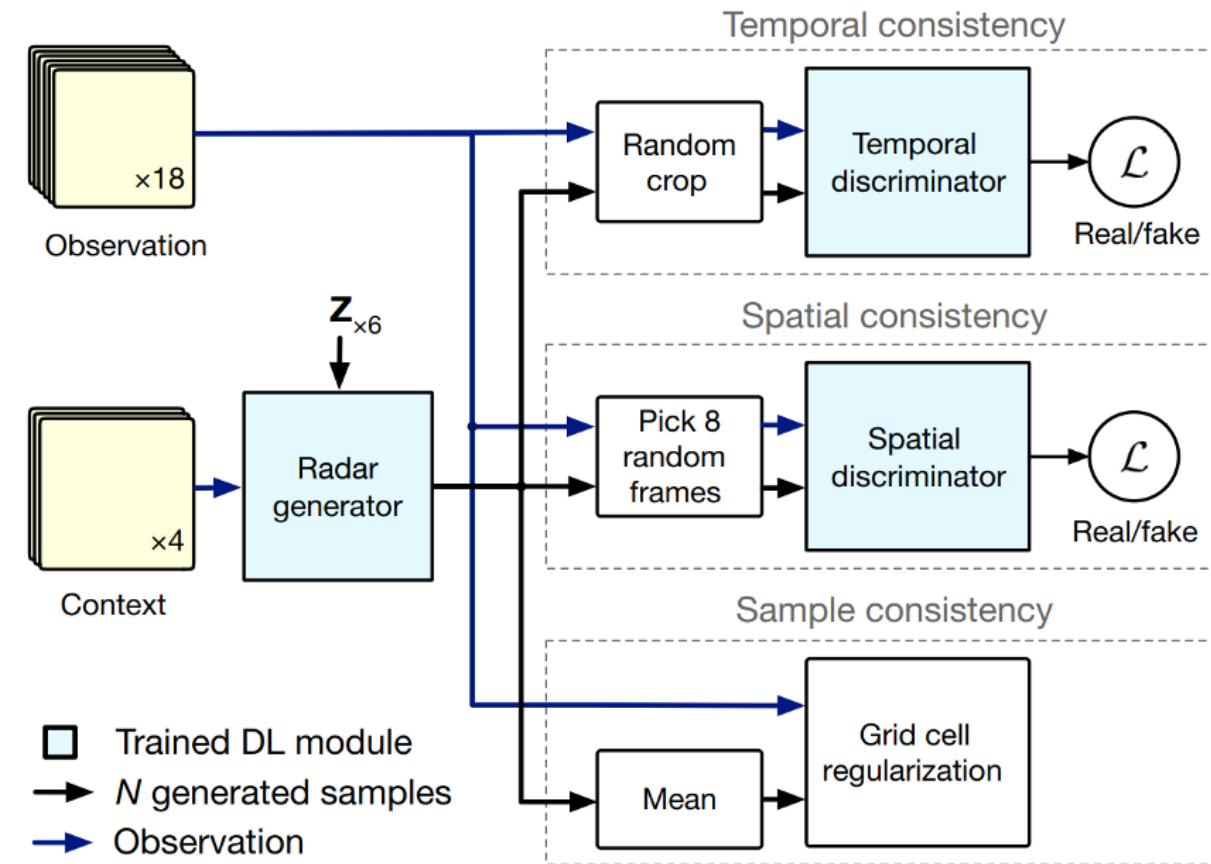 Temporal consistency
×18
Observation
Random
crop
Temporal
discriminator
ℒ
Real/fake
Z×6
Spatial consistency
×4
Context
Radar
generator
Pick 8
random
frames
Spatial
discriminator
ℒ
Real/fake
Sample consistency
Mean
Grid cell
regularization
Trained DL module
N generated samples
Observation